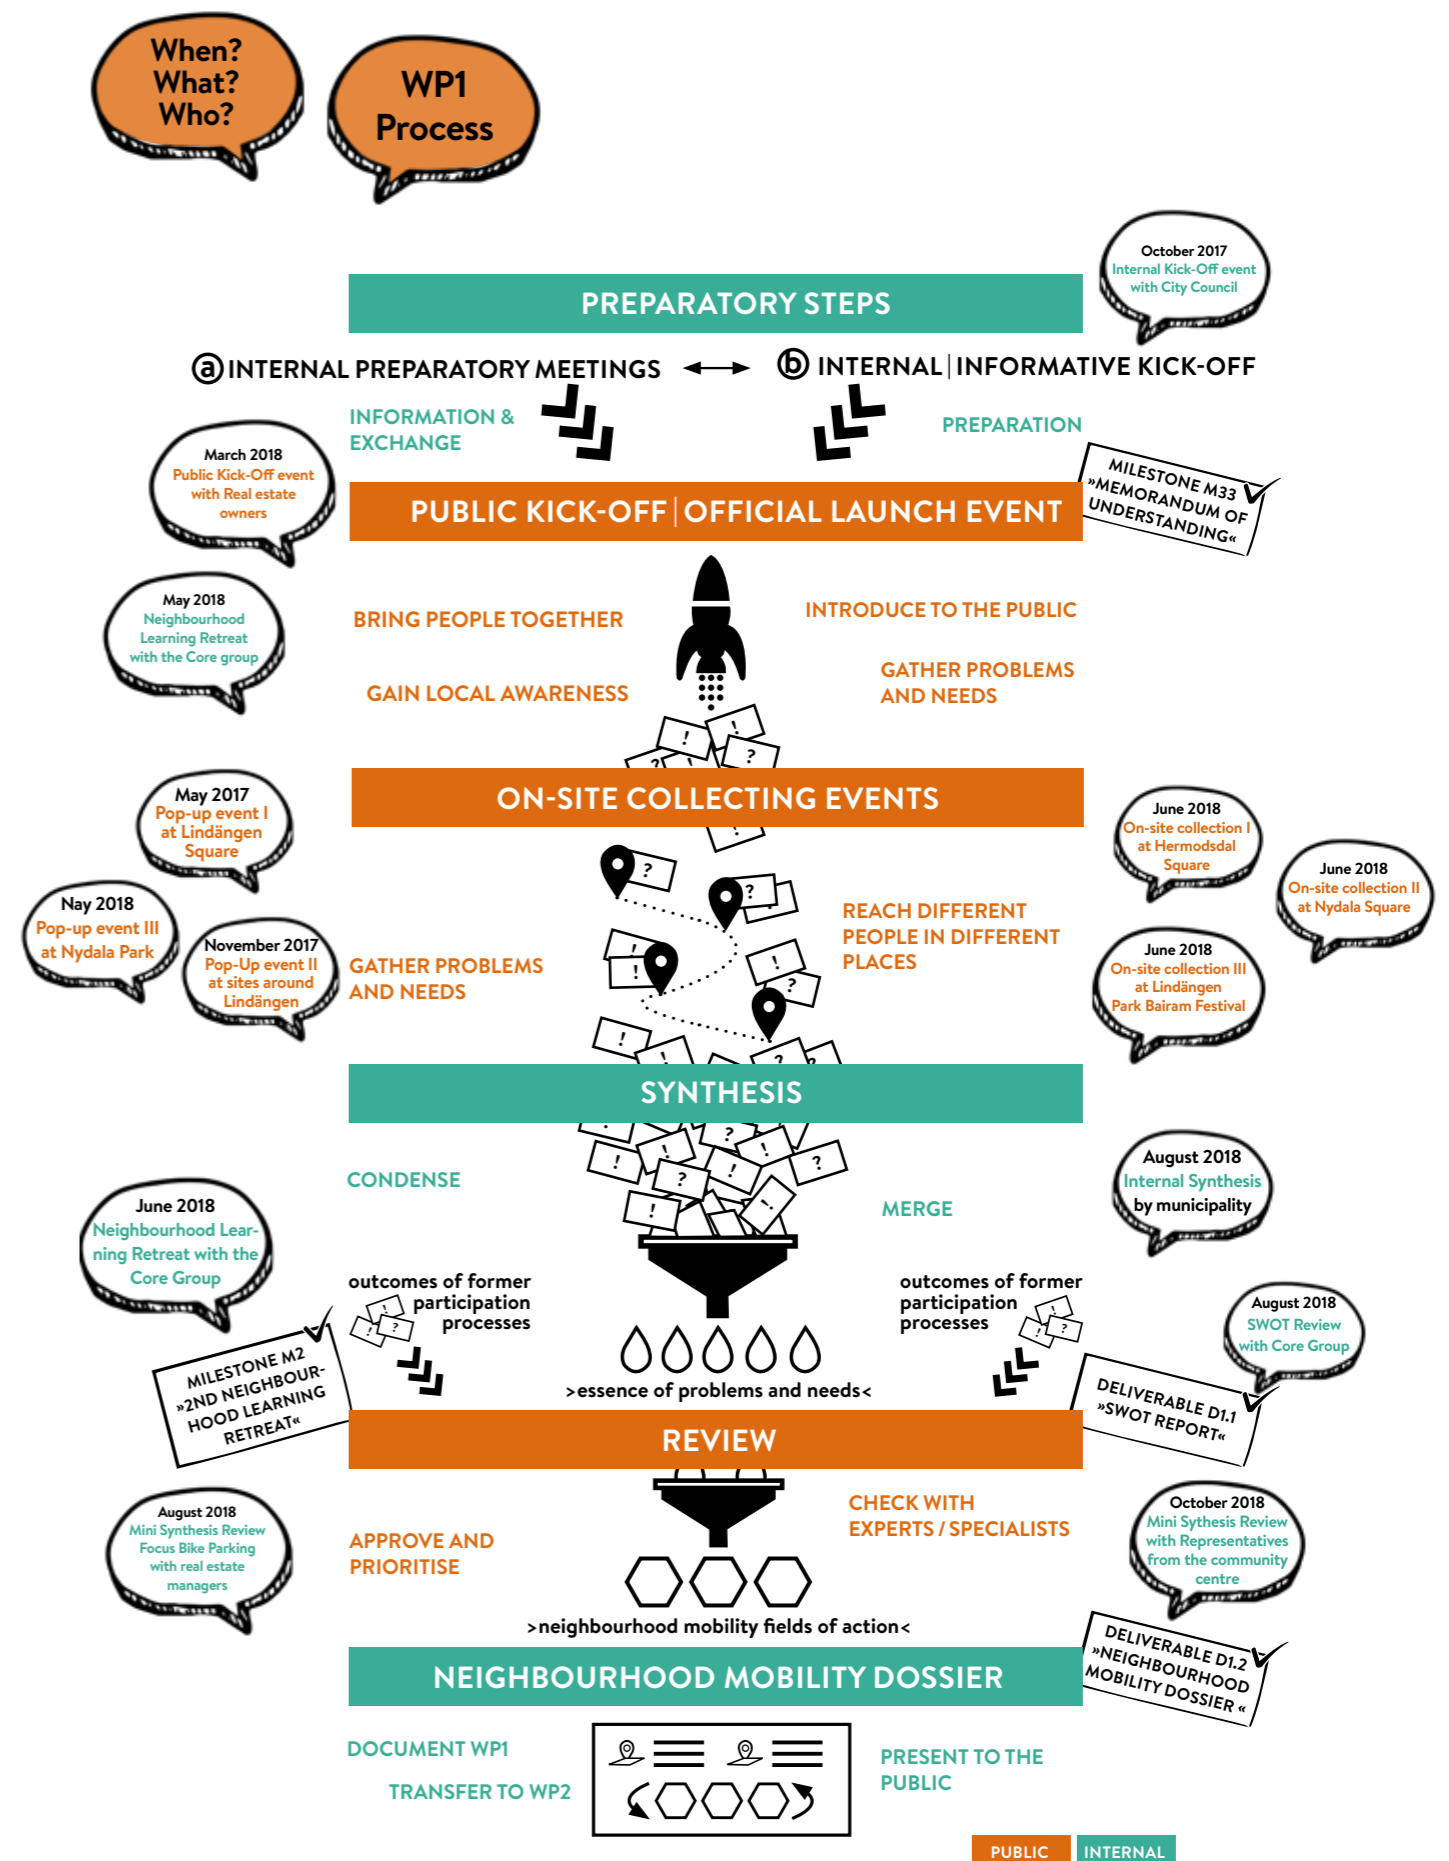 When?
What?
Who?
WP1
Process
October 2017
Internal Kick-Off event
with City Council
PREPARATORY STEPS
a INTERNAL PREPARATORY MEETINGS
b INTERNAL | INFORMATIVE KICK-OFF
INFORMATION &
EXCHANGE
PREPARATION
March 2018
Public Kick-Off event
with Real estate
owners
MILESTONE M33
»MEMORANDUM OF
UNDERSTANDING«
PUBLIC KICK-OFF | OFFICIAL LAUNCH EVENT
May 2018
Neighbourhood
Learning Retreat
with the Core group
BRING PEOPLE TOGETHER
INTRODUCE TO THE PUBLIC
GAIN LOCAL AWARENESS
GATHER PROBLEMS
AND NEEDS
! ! ? ? !
ON-SITE COLLECTING EVENTS
May 2017
Pop-up event I
at Lindängen
Square
Nay 2018
Pop-up event III
at Nydala Park
November 2017
Pop-Up event II
at sites around
Lindängen
June 2018
On-site collection I
at Hermodsdal
Square
June 2018
On-site collection II
at Nydala Square
June 2018
On-site collection III
at Lindängen
Park Bairam Festival
REACH DIFFERENT
PEOPLE IN DIFFERENT
PLACES
GATHER PROBLEMS
AND NEEDS
SYNTHESIS
CONDENSE
MERGE
August 2018
Internal Synthesis
by municipality
June 2018
Neighbourhood Lear-
ning Retreat with the
Core Group
outcomes of former
participation
processes
outcomes of former
participation
processes
August 2018
SWOT Review
with Core Group
MILESTONE M2
»2ND NEIGHBOUR-
HOOD LEARNING
RETREAT«
>essence of problems and needs<
DELIVERABLE D1.1
»SWOT REPORT«
REVIEW
August 2018
Mini Synthesis Review
Focus Bike Parking
with real estate
managers
APPROVE AND
PRIORITISE
CHECK WITH
EXPERTS / SPECIALISTS
October 2018
Mini Sythesis Review
with Representatives
from the community
centre
>neighbourhood mobility fields of action<
DELIVERABLE D1.2
»NEIGHBOURHOOD
MOBILITY DOSSIER «
NEIGHBOURHOOD MOBILITY DOSSIER
DOCUMENT WP1
TRANSFER TO WP2
PRESENT TO THE
PUBLIC
PUBLIC
INTERNAL